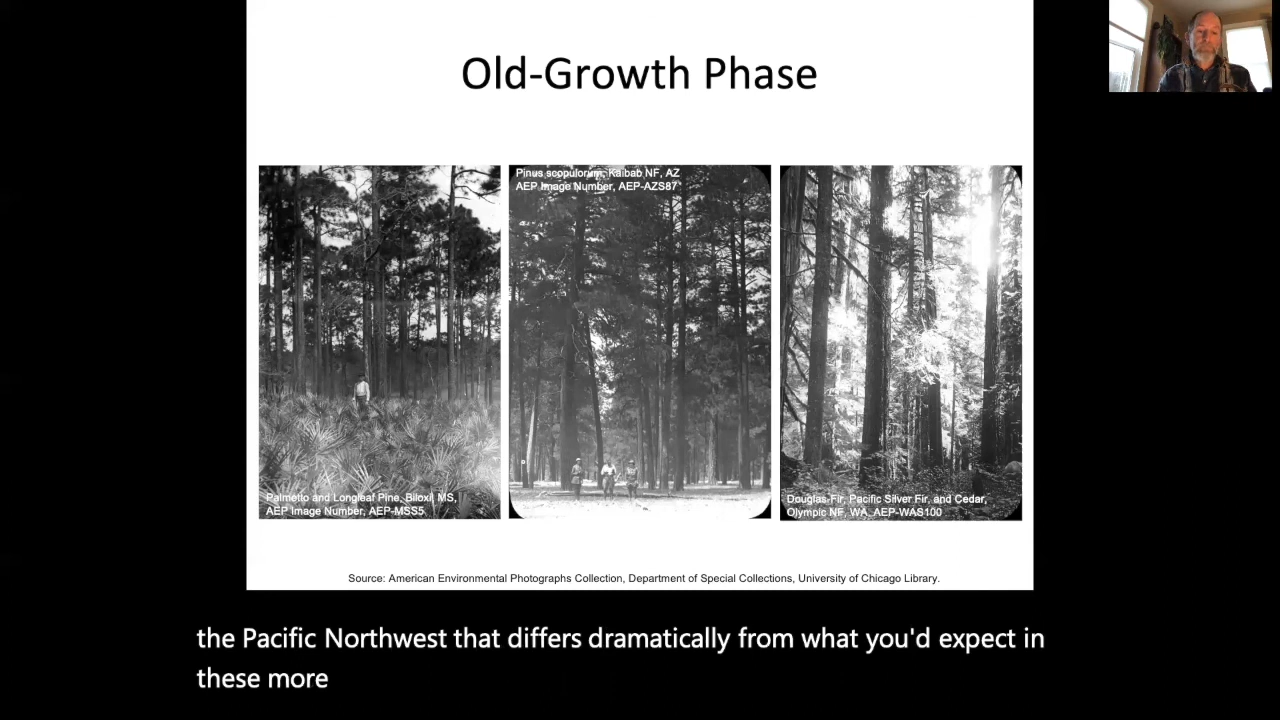 Old-Growth Phase
Pinus scopulorum, Kaibab NF, AZ
AEP Image Number, AEP-AZS87
Palmetto and Longleaf Pine, Biloxi, MS,
AEP Image Number, AEP-MSS5
Douglas-Fir, Pacific Silver Fir, and Cedar,
Olympic NF, WA, AEP-WAS100
Source: American Environmental Photographs Collection, Department of Special Collections, University of Chicago Library.
the Pacific Northwest that differs dramatically from what you'd expect in
these more